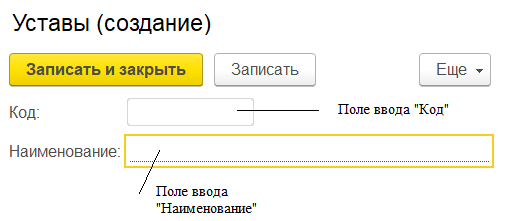 Уставы (создание)
Записать и закрыть Записать Еще
Код: Поле ввода "Код"
Наименование:
Поле ввода
"Наименование"